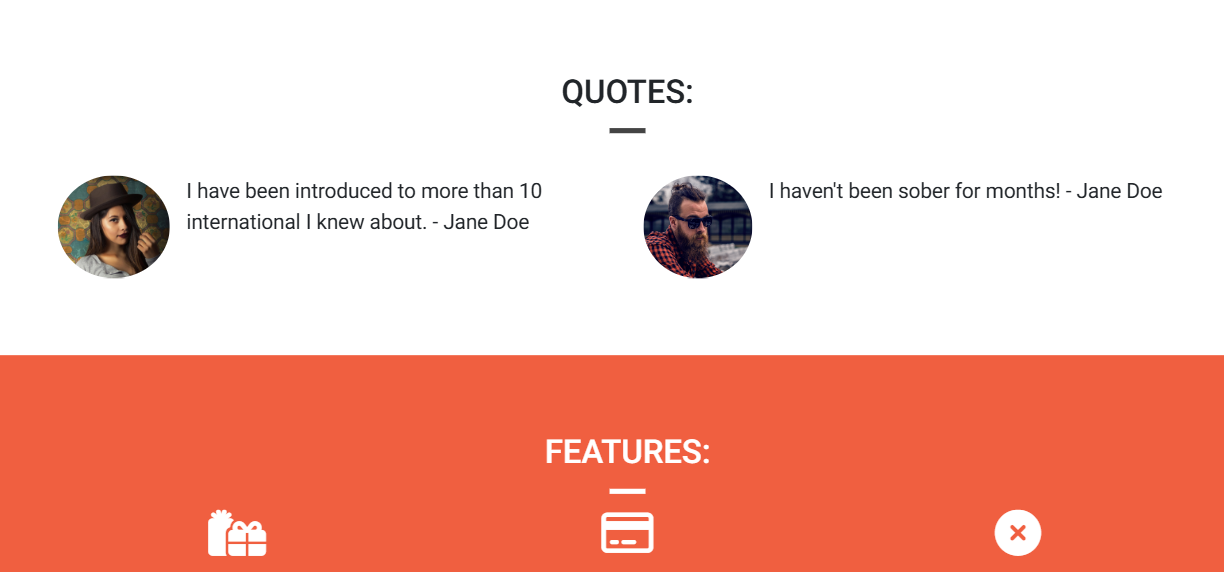 QUOTES:
I have been introduced to more than 10
international I knew about. - Jane Doe
I haven't been sober for months! - Jane Doe
FEATURES: